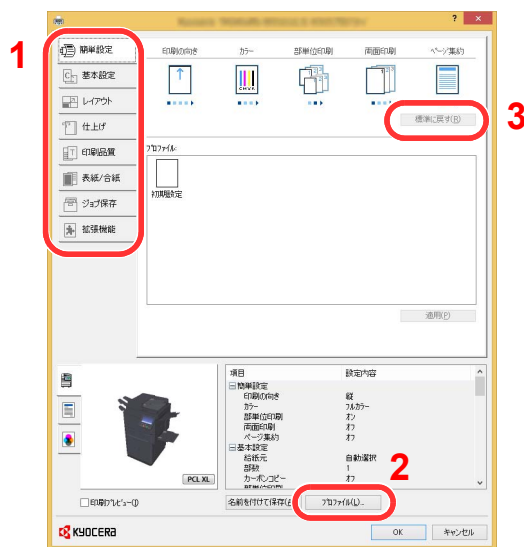 ? ×
1
簡単設定
基本設定
レイアウト
仕上げ
印刷品質
表紙/合紙
ジョブ保存
拡張機能
印刷の向き カラー 部単位印刷 両面印刷 ページ集約
CMYK
標準に戻す(R)
3
プロファイル:
初期設定
適用(P)
項目 設定内容
簡単設定
印刷の向き 縦
カラー フルカラー
部単位印刷 オン
両面印刷 オフ
ページ集約 オフ
基本設定
給紙元 自動選択
部数 1
カーボンコピー オフ
部単位印刷 オン
2
PCL XL
印刷プレビュー(I)
名前を付けて保存
プロファイル(L)...
KYOCERA
OK キャンセル